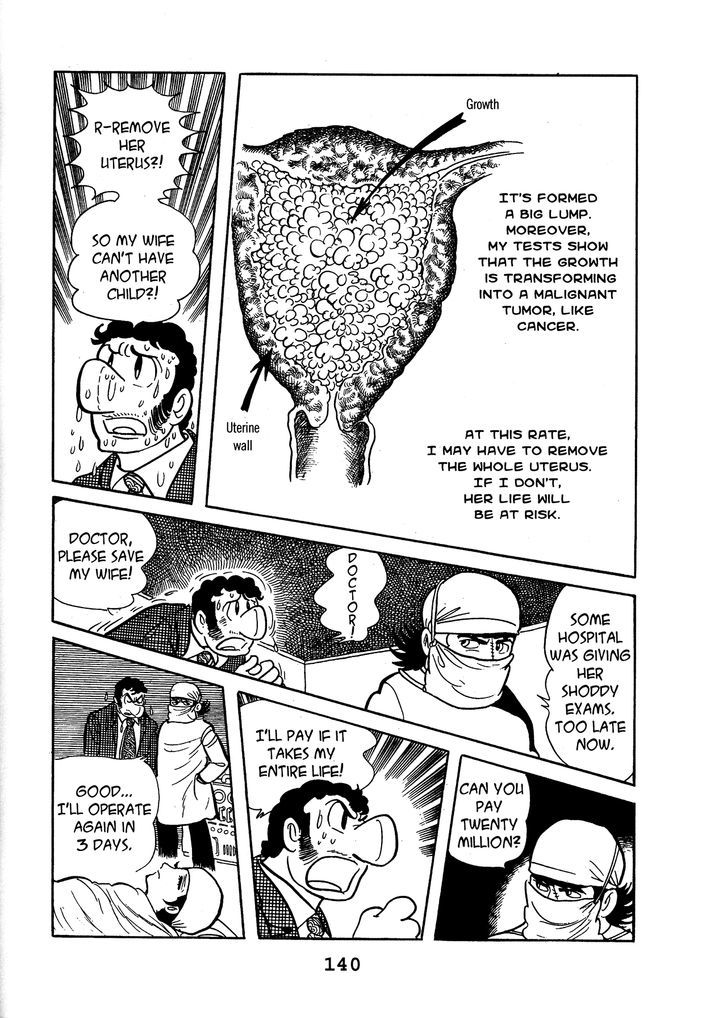 Growth
IT'S FORMED
A BIG LUMP.
MOREOVER,
MY TESTS SHOW
THAT THE GROWTH
IS TRANSFORMING
INTO A MALIGNANT
TUMOR, LIKE
CANCER.
Uterine
wall
AT THIS RATE,
I MAY HAVE TO REMOVE
THE WHOLE UTERUS.
IF I DON'T,
HER LIFE WILL
BE AT RISK.
R-REMOVE
HER
UTERUS?!
SO MY WIFE
CAN'T HAVE
ANOTHER
CHILD?!
SOME
HOSPITAL
WAS GIVING
HER
SHODDY
EXAMS.
TOO LATE
NOW.
DOCTOR!
DOCTOR,
PLEASE SAVE
MY WIFE!
CAN YOU
PAY
TWENTY
MILLION?
I'LL PAY IF IT
TAKES MY
ENTIRE LIFE!
GOOD...
I'LL OPERATE
AGAIN IN
3 DAYS.
140